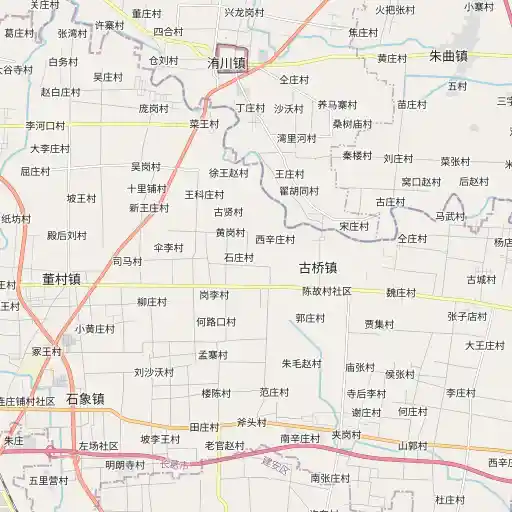 关庄村
董庄村
兴龙岗村
火把张村
小寨村
许寨村
葛庄村
张湾村
四合村
焦庄村
白务村
仓刘村
洧川镇
黄庄村
朱曲镇
大谷寺村
吴庄村
仝庄村
五村
赵白庄村
庞岗村
丁庄村
沙沃村
养马寨村
苗庄村
李河口村
菜王村
桑树庙村
湾里河村
大李庄村
秦楼村
刘庄村
菜张村
屈庄村
吴岗村
徐王赵村
王庄村
十里铺村
翟胡同村
窝口赵村
后赵村
坡王村
王科庄村
新王庄村
古庄村
纸坊村
古贤村
马武村
宋庄村
殿后刘村
黄岗村
西辛庄村
仝庄村
伞李村
石庄村
司马村
古桥镇
董村镇
古城村
岗李村
陈故村社区
魏庄村
柳庄村
何路口村
郭庄村
贾集村
张子店村
小黄庄村
大王庄村
冢王村
孟寨村
朱毛赵村
庙张村
侯张村
刘沙沃村
楼陈村
范庄村
寺后李村
李庄村
石象镇
谢庄村
何庄村
田庄村
斧头村
朱庄
左场社区
坡李王村
老官赵村
南辛庄村
夹岗村
山郭村
明朗寺村
长葛市
建安区
五里营村
南张庄村
杜庄村